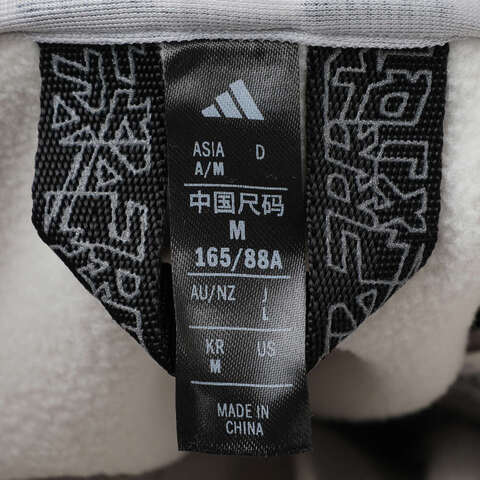 ASIA D
A/M
中国尺码
M
165/88A
AU/NZ J
L
KR US
M
MADE IN
CHINA